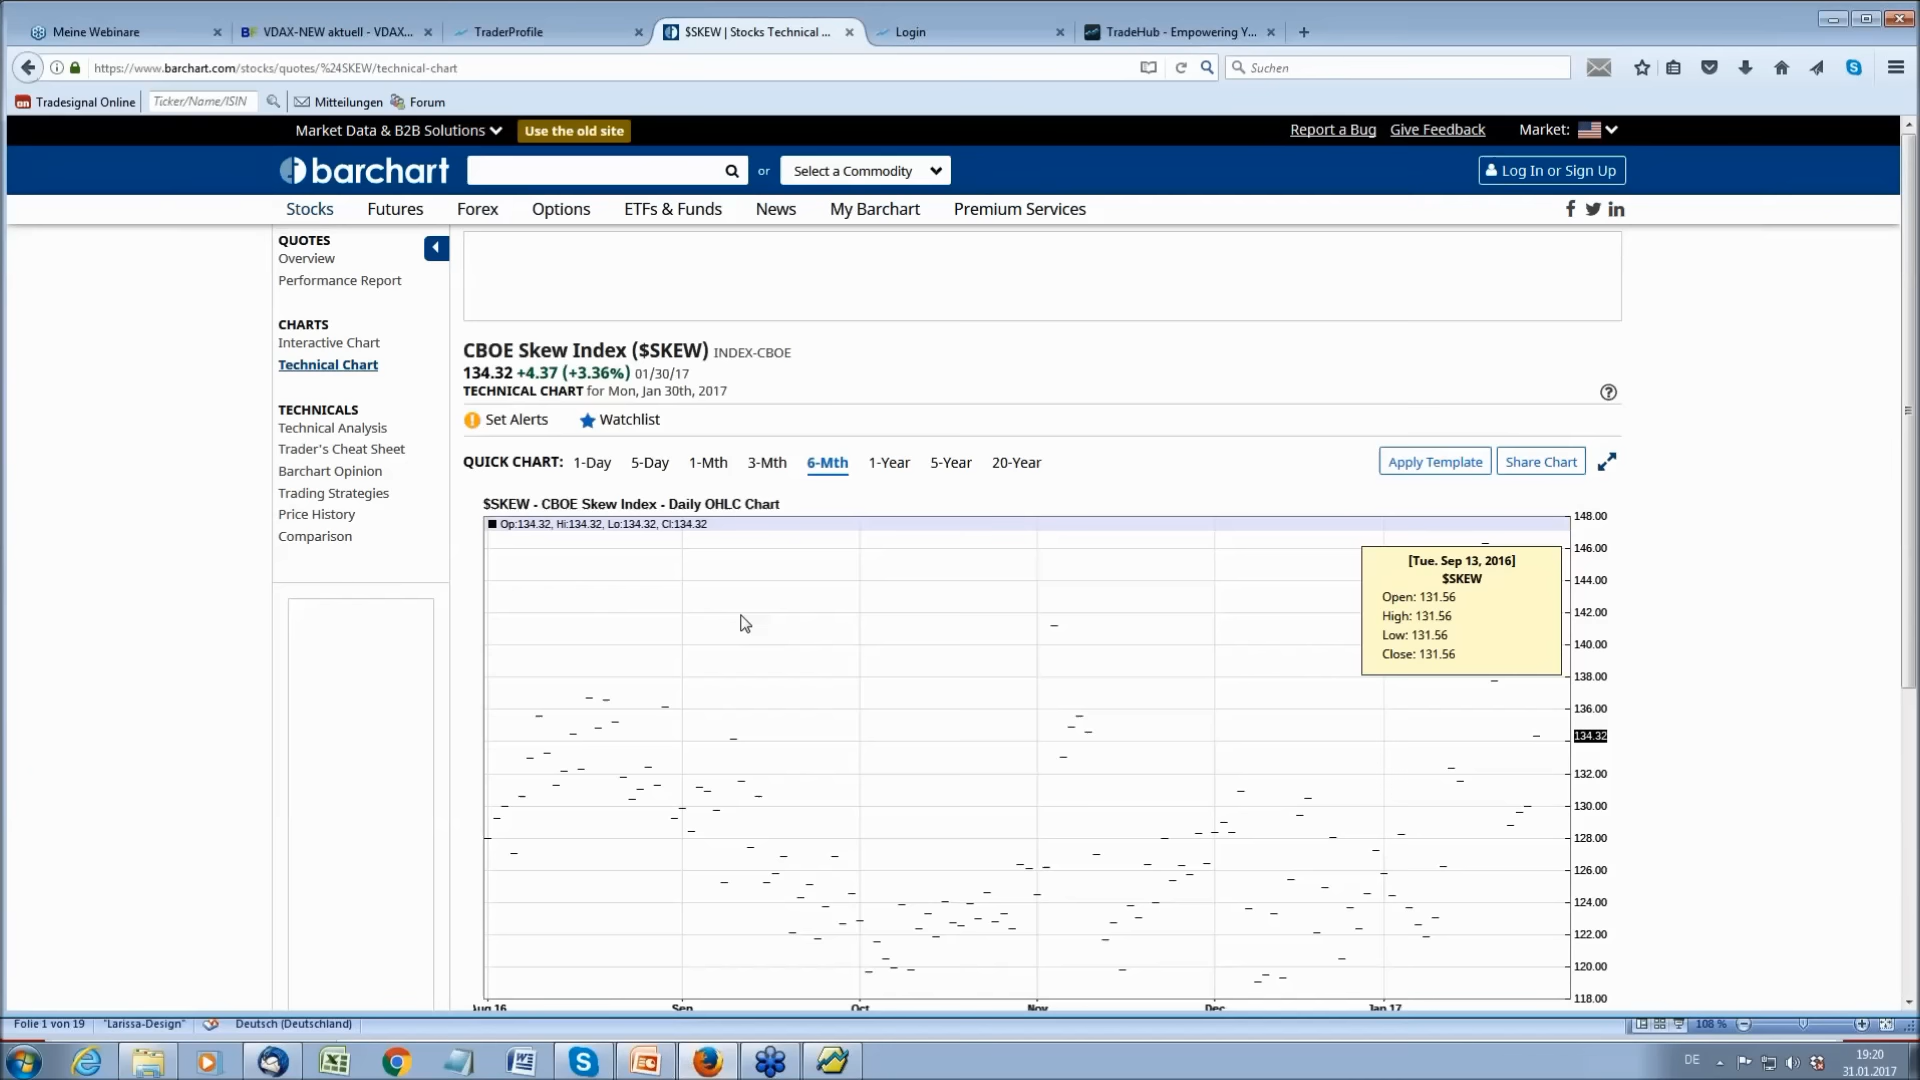 Meine Webinare
VDAX-NEW aktuell - VDAX...
TraderProfile
$SKEW | Stocks Technical ...
Login
TradeHub - Empowering Y...
https://www.barchart.com/stocks/quotes/%24SKEW/technical-chart
Suchen
Tradesignal Online
Ticker/Name/ISIN
Mitteilungen
Forum
Market Data & B2B Solutions
Use the old site
Report a Bug
Give Feedback
Market:
barchart
or
Select a Commodity
Log In or Sign Up
Stocks
Futures
Forex
Options
ETFs & Funds
News
My Barchart
Premium Services
QUOTES
Overview
Performance Report
CHARTS
Interactive Chart
Technical Chart
TECHNICALS
Technical Analysis
Trader's Cheat Sheet
Barchart Opinion
Trading Strategies
Price History
Comparison
CBOE Skew Index ($SKEW) INDEX-CBOE
134.32 +4.37 (+3.36%) 01/30/17
TECHNICAL CHART for Mon, Jan 30th, 2017
Set Alerts
Watchlist
QUICK CHART: 1-Day 5-Day 1-Mth 3-Mth 6-Mth 1-Year 5-Year 20-Year
Apply Template
Share Chart
$SKEW - CBOE Skew Index - Daily OHLC Chart
Op:134.32, Hi:134.32, Lo:134.32, Cl:134.32
[Tue. Sep 13, 2016]
$SKEW
Open: 131.56
High: 131.56
Low: 131.56
Close: 131.56
148.00
146.00
144.00
142.00
140.00
138.00
136.00
134.32
132.00
130.00
128.00
126.00
124.00
122.00
120.00
118.00
Aug 16
Sep
Oct
Nov
Dec
Jan 17
Folie 1 von 19
"Larissa-Design"
Deutsch (Deutschland)
108 %
DE
19:20
31.01.2017